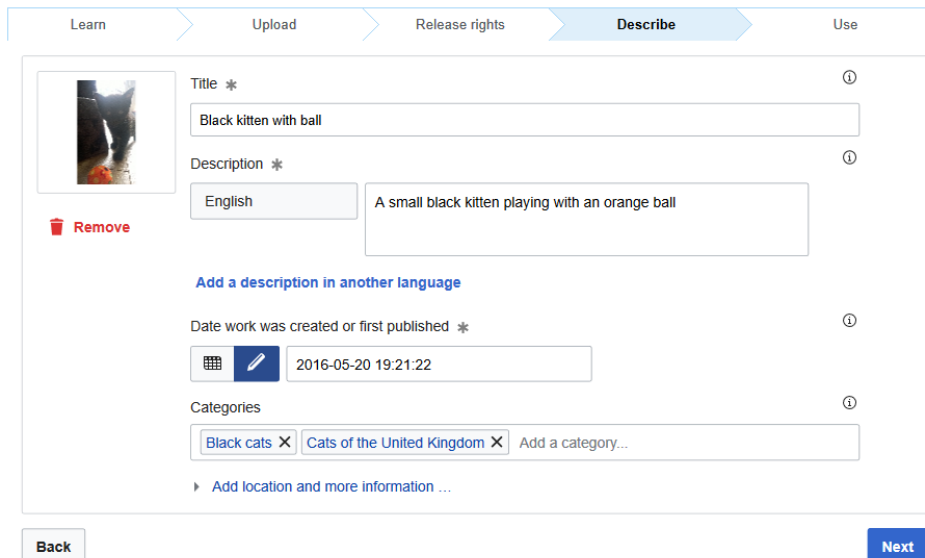 Learn Upload Release rights Describe Use
Title *
Black kitten with ball
Description *
English
A small black kitten playing with an orange ball
Remove
Add a description in another language
Date work was created or first published *
2016-05-20 19:21:22
Categories
Black cats Cats of the United Kingdom Add a category...
Add location and more information ...
Back Next